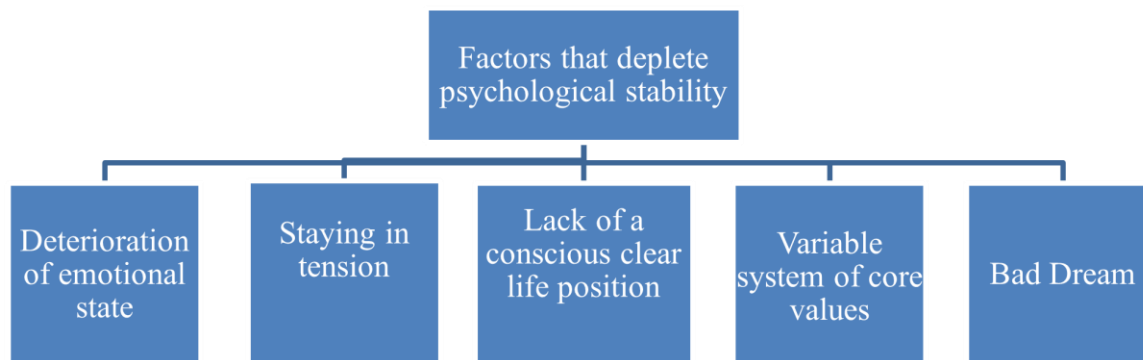 Factors that deplete
psychological stability
Deterioration
of emotional
state
Staying in
tension
Lack of a
conscious clear
life position
Variable
system of core
values
Bad Dream